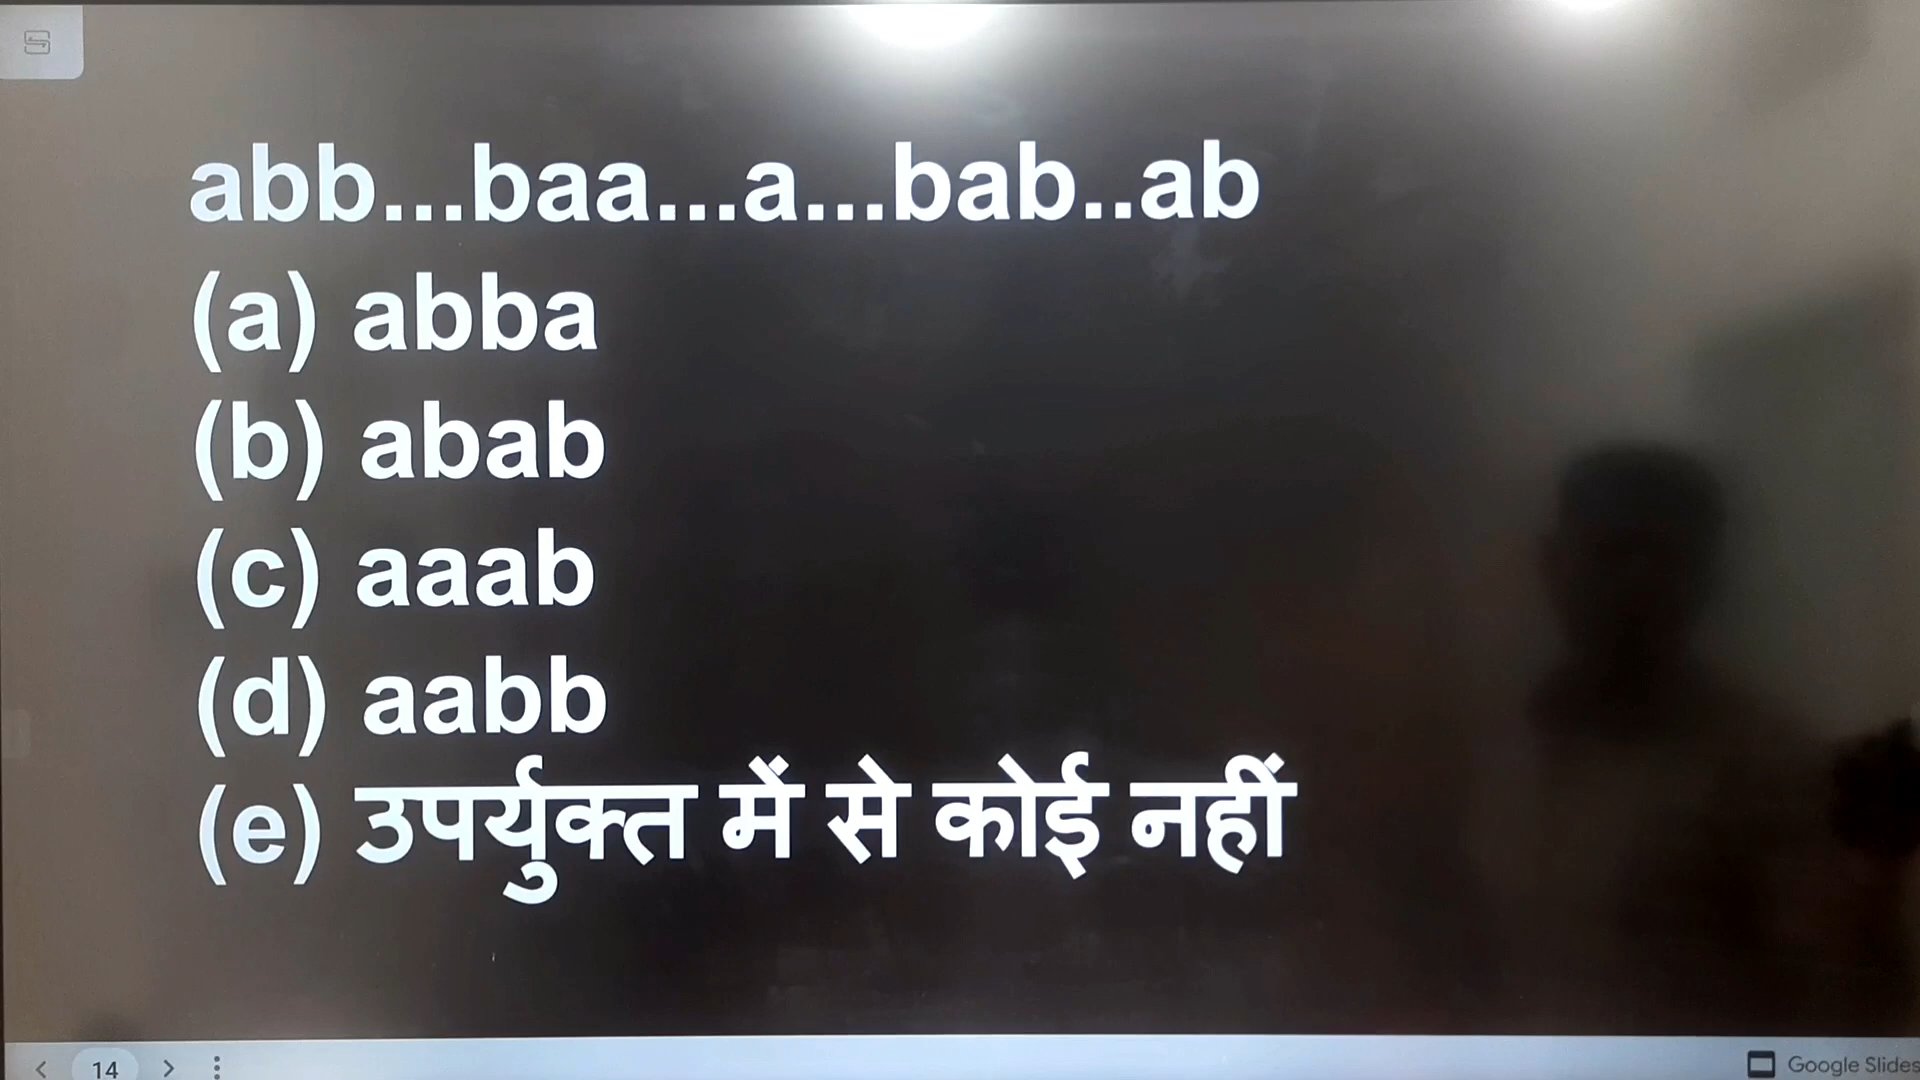 abb...baa...a...bab..ab
(a) abba
(b) abab
(c) aaab
(d) aabb
(e) उपर्युक्त में से कोई नहीं
14
Google Slides